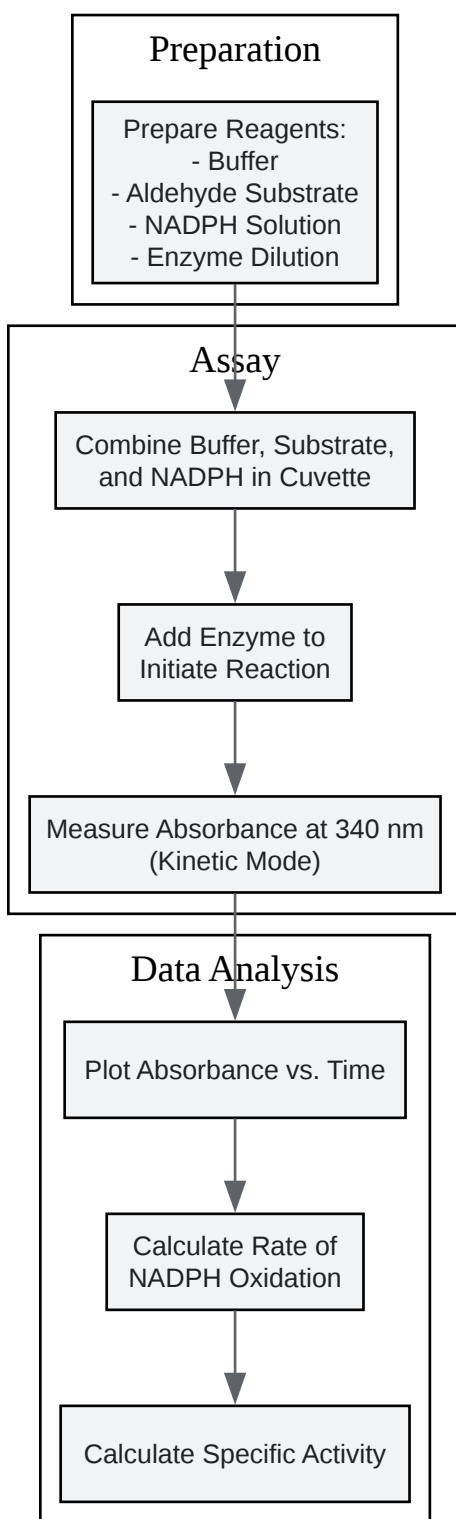 Preparation
Prepare Reagents:
- Buffer
- Aldehyde Substrate
- NADPH Solution
- Enzyme Dilution
Assay
Combine Buffer, Substrate,
and NADPH in Cuvette
Add Enzyme to
Initiate Reaction
Measure Absorbance at 340 nm
(Kinetic Mode)
Data Analysis
Plot Absorbance vs. Time
Calculate Rate of
NADPH Oxidation
Calculate Specific Activity